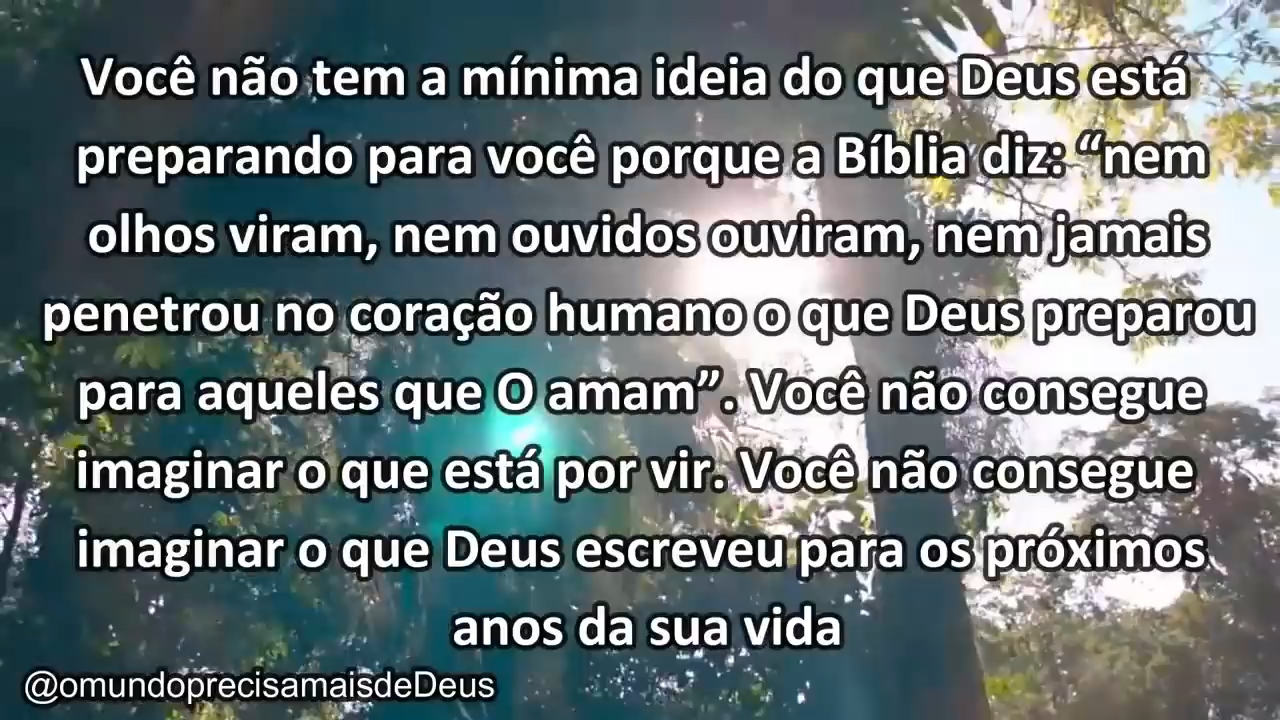 Você não tem a mínima ideia do que Deus está
preparando para você porque a Bíblia diz: “nem
olhos viram, nem ouvidos ouviram, nem jamais
penetrou no coração humano o que Deus preparou
para aqueles que O amam”. Você não consegue
imaginar o que está por vir. Você não consegue
imaginar o que Deus escreveu para os próximos
anos da sua vida
@omundoprecisamaisdeDeus